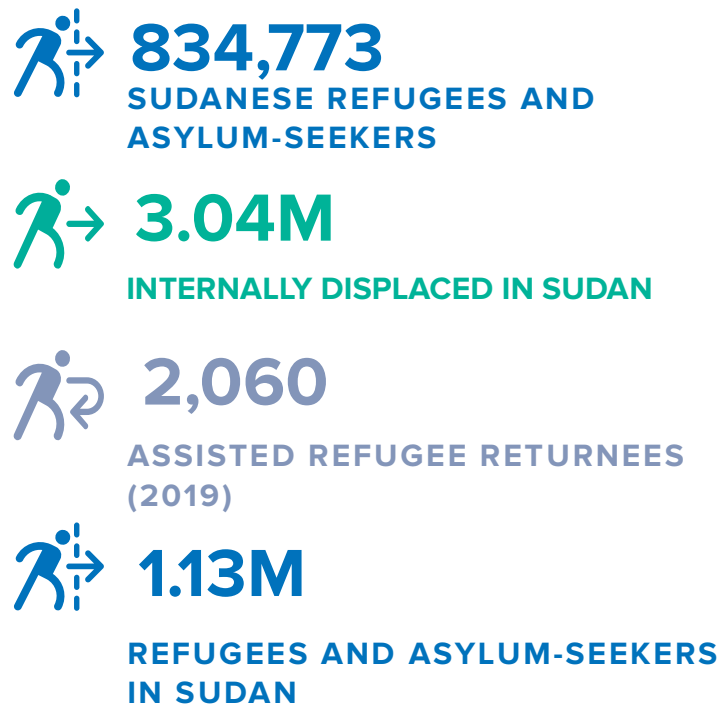 834,773
SUDANESE REFUGEES AND
ASYLUM-SEEKERS
3.04M
INTERNALLY DISPLACED IN SUDAN
2,060
ASSISTED REFUGEE RETURNEES
(2019)
1.13M
REFUGEES AND ASYLUM-SEEKERS
IN SUDAN